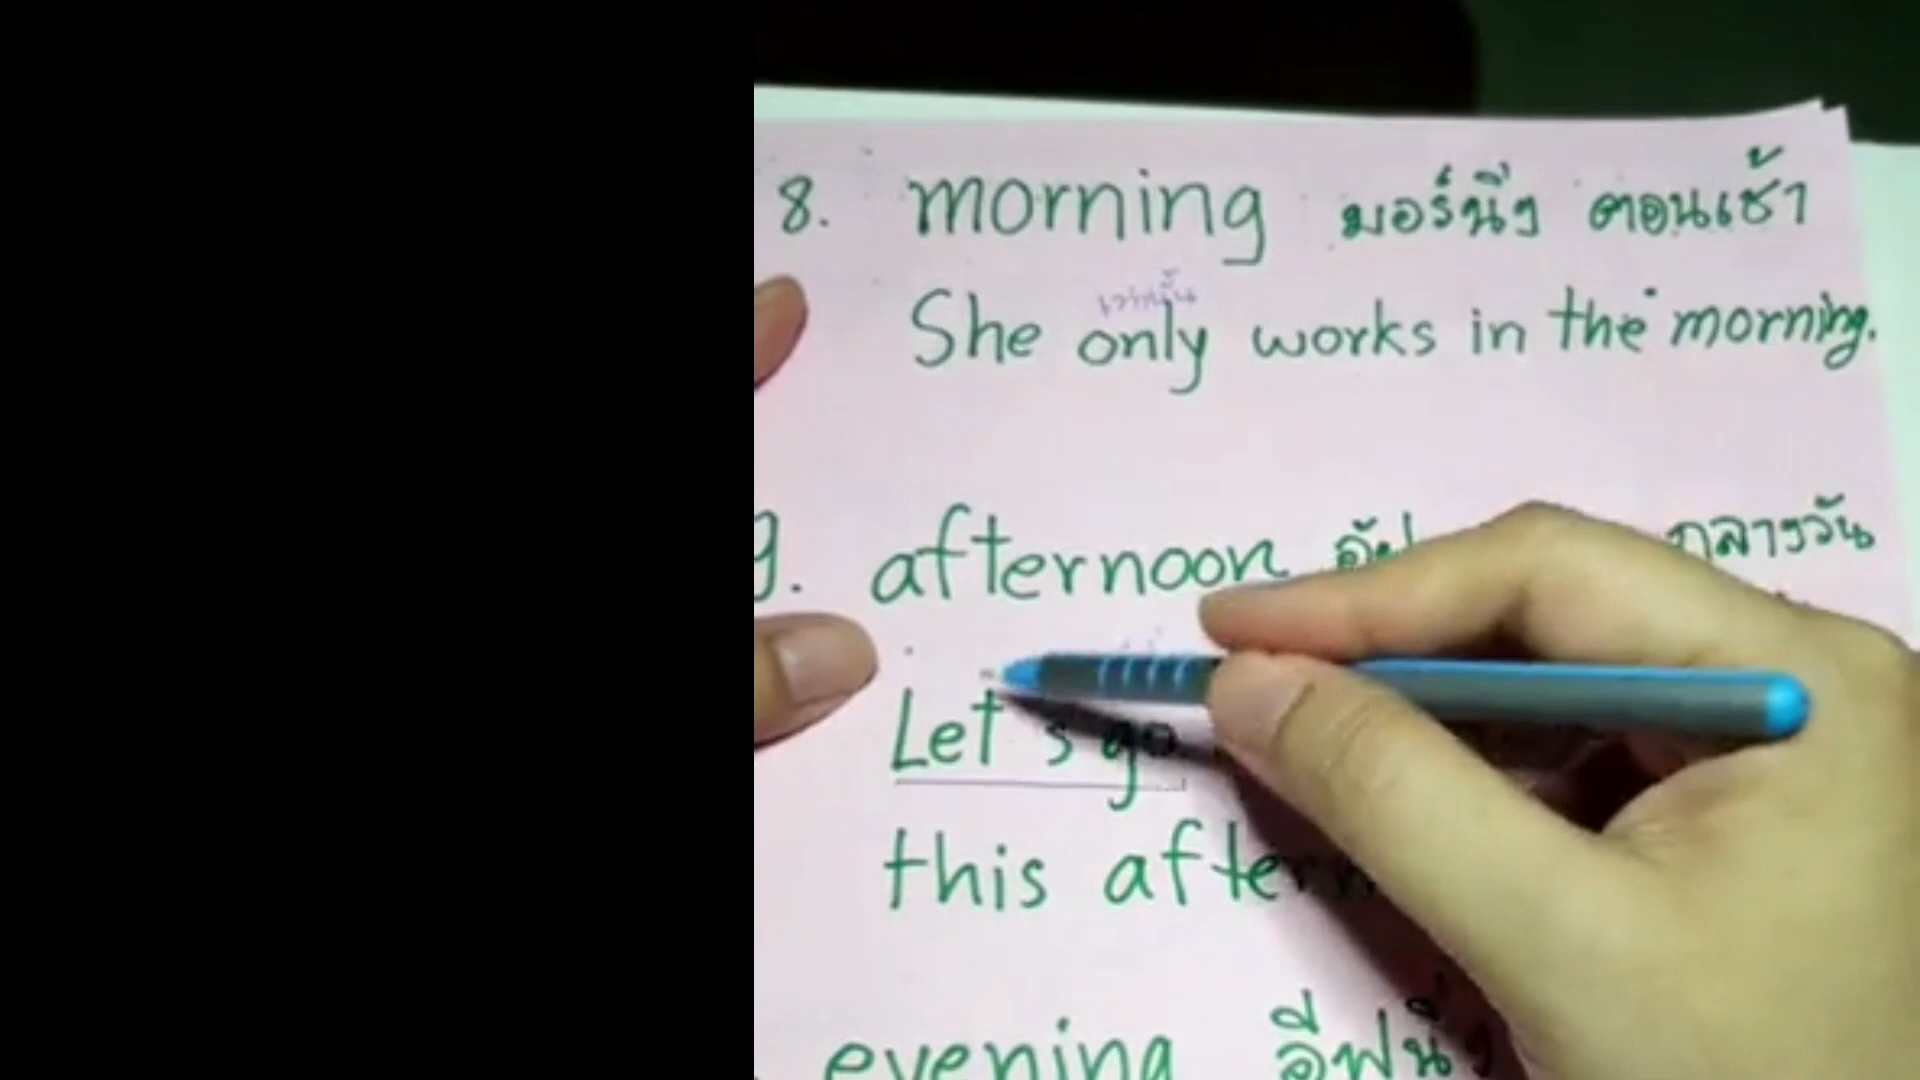 8. morning มอร์นิ่ง ตอนเช้า
เท่านั้น
She only works in the morning.
9. afternoon กลางวัน
Let's go
this
evening อีฟนิ่ง